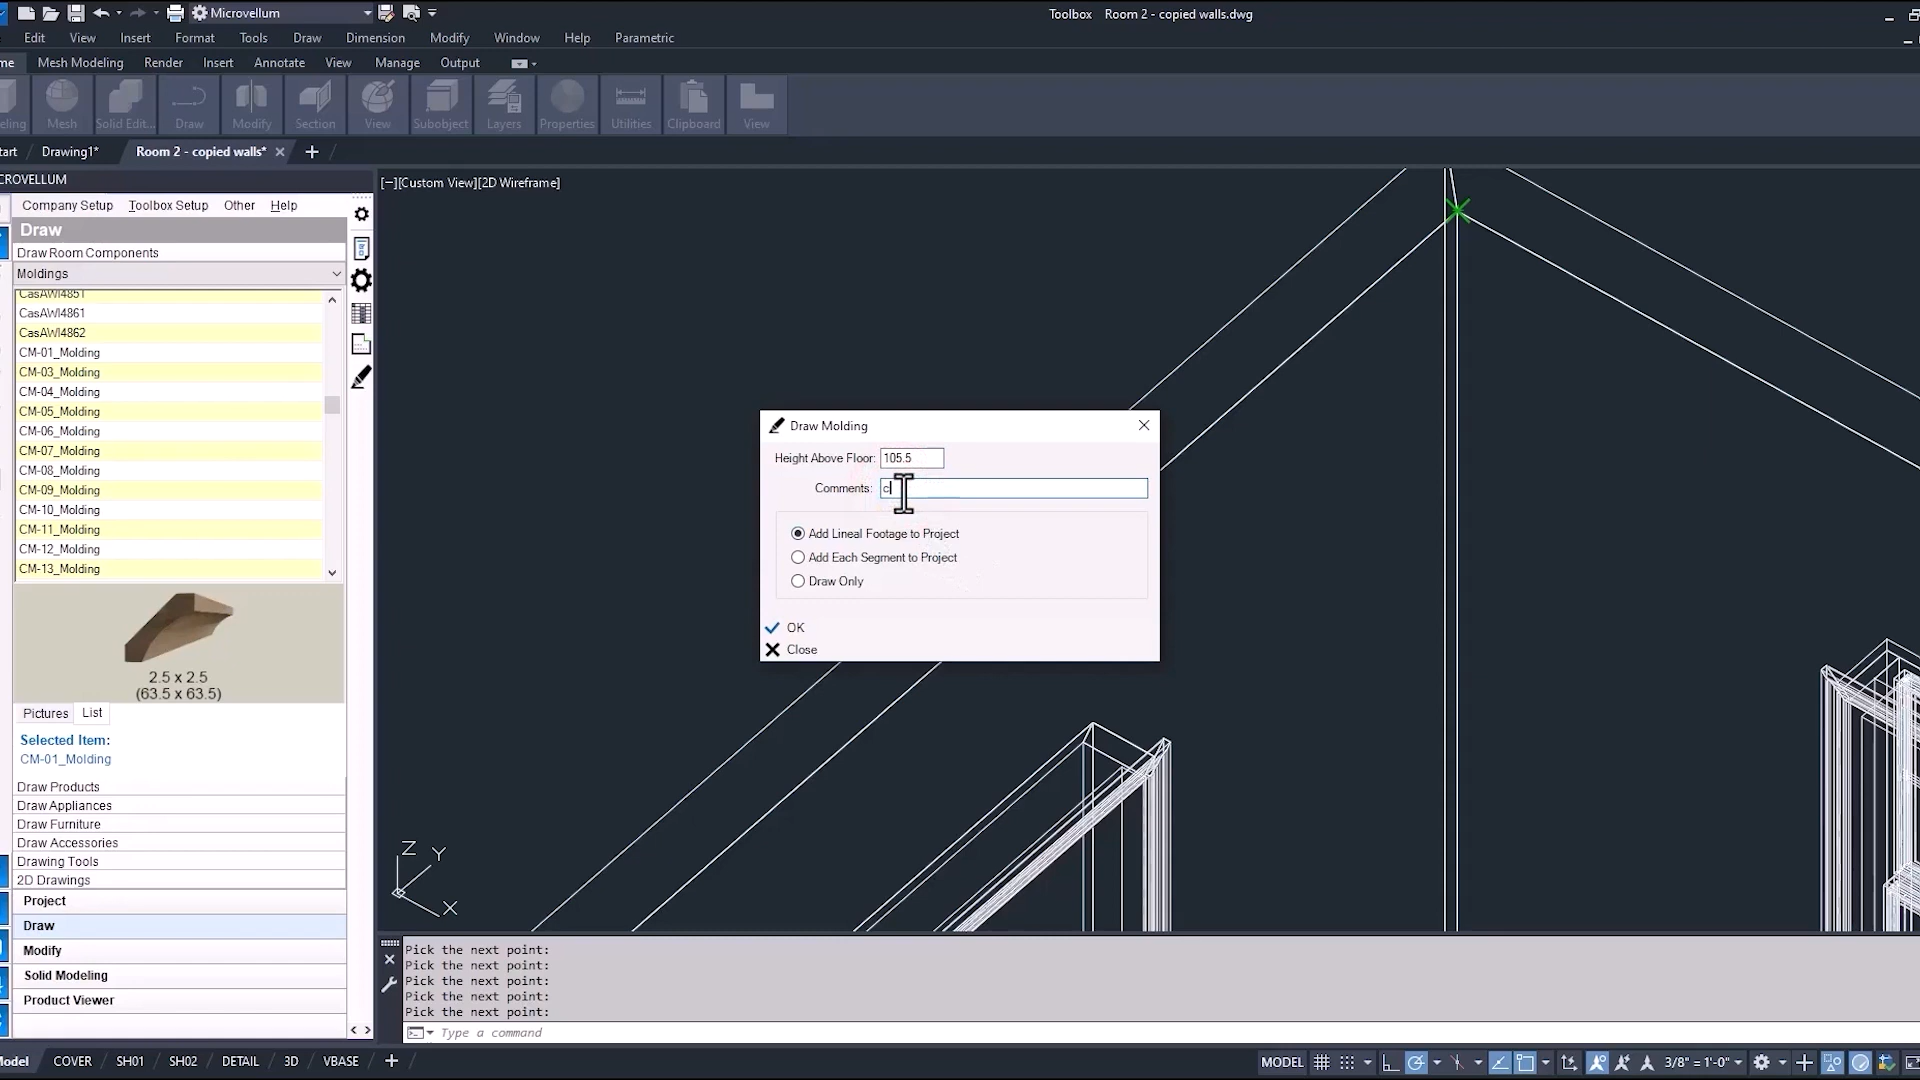 Microvellum
Toolbox Room 2 - copied walls.dwg
Edit View Insert Format Tools Draw Dimension Modify Window Help Parametric
me Mesh Modeling Render Insert Annotate View Manage Output
eling Mesh Solid Edit... Draw Modify Section View Subobject Layers Properties Utilities Clipboard View
tart Drawing1* Room 2 - copied walls*
CROVELLUM
[−][Custom View][2D Wireframe]
Company Setup Toolbox Setup Other Help
Draw
Draw Room Components
Moldings
CasAWI4851
CasAWI4861
CasAWI4862
CM-01_Molding
CM-03_Molding
CM-04_Molding
CM-05_Molding
CM-06_Molding
CM-07_Molding
CM-08_Molding
CM-09_Molding
CM-10_Molding
CM-11_Molding
CM-12_Molding
CM-13_Molding
2.5 x 2.5
(63.5 x 63.5)
Pictures List
Selected Item:
CM-01_Molding
Draw Products
Draw Appliances
Draw Furniture
Draw Accessories
Drawing Tools
2D Drawings
Project
Draw
Modify
Solid Modeling
Product Viewer
Draw Molding
Height Above Floor: 105.5
Comments: c
Add Lineal Footage to Project
Add Each Segment to Project
Draw Only
OK
Close
Z Y
X
Pick the next point:
Pick the next point:
Pick the next point:
Pick the next point:
Pick the next point:
Type a command
Model COVER SH01 SH02 DETAIL 3D VBASE
MODEL 3/8" = 1'-0"